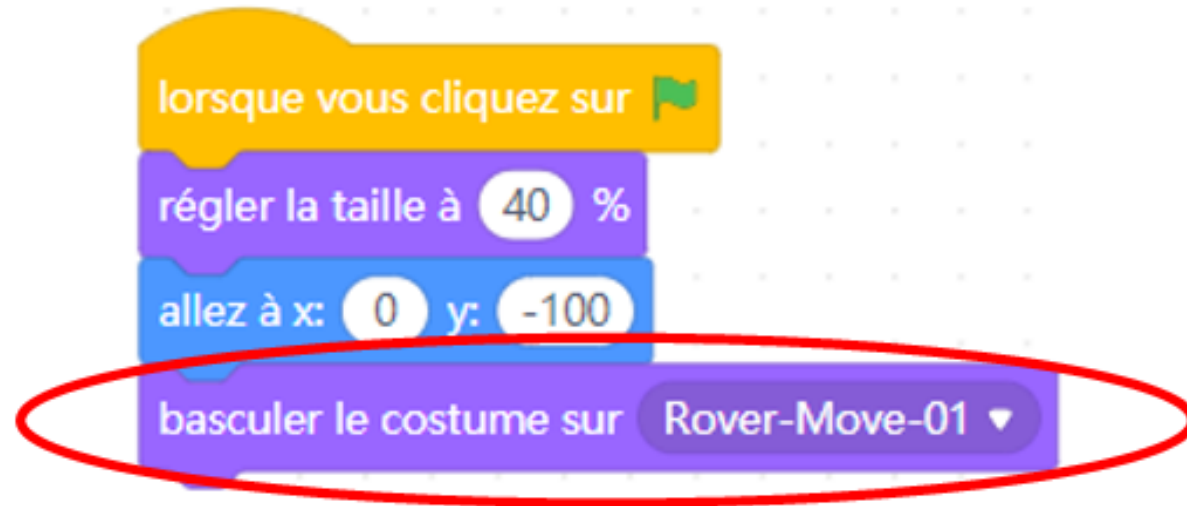 lorsque vous cliquez sur
régler la taille à 40 %
allez à x: 0 y: -100
basculer le costume sur Rover-Move-01